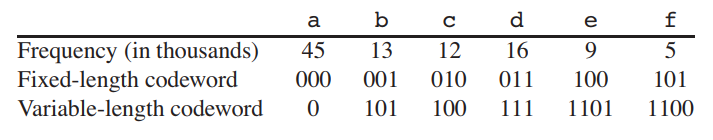 a b c d e f
Frequency (in thousands) 45 13 12 16 9 5
Fixed-length codeword 000 001 010 011 100 101
Variable-length codeword 0 101 100 111 1101 1100